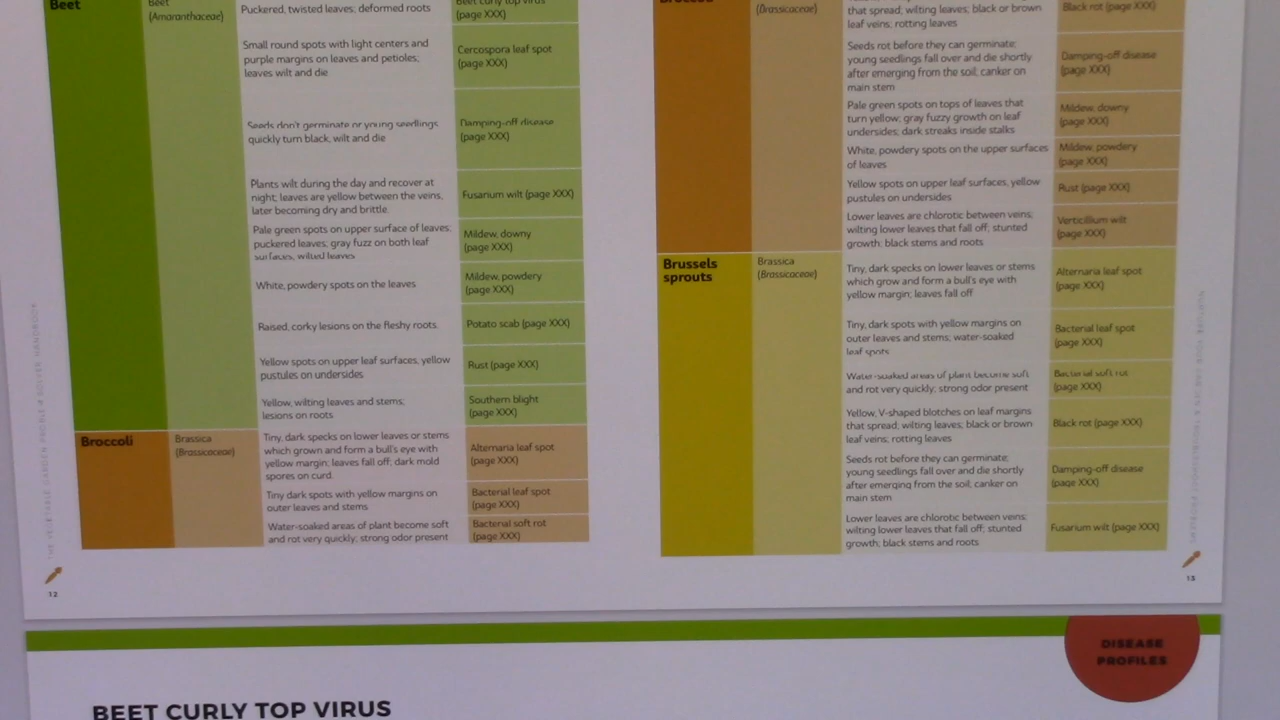 Beet
Beet
(Amaranthaceae)
Puckered, twisted leaves; deformed roots
Beet curly top virus
(page XXX)
Small round spots with light centers and
purple margins on leaves and petioles;
leaves wilt and die
Cercospora leaf spot
(page XXX)
Seeds don't germinate or young seedlings
quickly turn black, wilt and die
Damping-off disease
(page XXX)
Plants wilt during the day and recover at
night; leaves are yellow between the veins,
later becoming dry and brittle.
Fusarium wilt (page XXX)
Pale green spots on upper surface of leaves;
puckered leaves, gray fuzz on both leaf
surfaces, wilted leaves
Mildew, downy
(page XXX)
White, powdery spots on the leaves
Mildew, powdery
(page XXX)
Raised, corky lesions on the fleshy roots.
Potato scab (page XXX)
Yellow spots on upper leaf surfaces, yellow
pustules on undersides
Rust (page XXX)
Yellow, wilting leaves and stems;
lesions on roots
Southern blight
(page XXX)
Broccoli
Brassica
(Brassicaceae)
Tiny, dark specks on lower leaves or stems
which grown and form a bull's eye with
yellow margin; leaves fall off; dark mold
spores on curd.
Alternaria leaf spot
(page XXX)
Tiny dark spots with yellow margins on
outer leaves and stems
Bacterial leaf spot
(page XXX)
Water-soaked areas of plant become soft
and rot very quickly; strong odor present
Bacterial soft rot
(page XXX)
THE VEGETABLE GARDEN PROBLEM SOLVER HANDBOOK
12
Broccoli
(Brassicaceae)
that spread; wilting leaves; black or brown
leaf veins; rotting leaves
Black rot (page XXX)
Seeds rot before they can germinate;
young seedlings fall over and die shortly
after emerging from the soil; canker on
main stem
Damping-off disease
(page XXX)
Pale green spots on tops of leaves that
turn yellow; gray fuzzy growth on leaf
undersides; dark streaks inside stalks
Mildew, downy
(page XXX)
White, powdery spots on the upper surfaces
of leaves
Mildew, powdery
(page XXX)
Yellow spots on upper leaf surfaces, yellow
pustules on undersides
Rust (page XXX)
Lower leaves are chlorotic between veins;
wilting lower leaves that fall off; stunted
growth; black stems and roots
Verticillium wilt
(page XXX)
Brussels
sprouts
Brassica
(Brassicaceae)
Tiny, dark specks on lower leaves or stems
which grow and form a bull's eye with
yellow margin; leaves fall off
Alternaria leaf spot
(page XXX)
Tiny, dark spots with yellow margins on
outer leaves and stems; water-soaked
leaf spots
Bacterial leaf spot
(page XXX)
Water-soaked areas of plant become soft
and rot very quickly; strong odor present
Bacterial soft rot
(page XXX)
Yellow, V-shaped blotches on leaf margins
that spread; wilting leaves; black or brown
leaf veins; rotting leaves
Black rot (page XXX)
Seeds rot before they can germinate;
young seedlings fall over and die shortly
after emerging from the soil; canker on
main stem
Damping-off disease
(page XXX)
Lower leaves are chlorotic between veins;
wilting lower leaves that fall off; stunted
growth; black stems and roots
Fusarium wilt (page XXX)
13
DISEASE
PROFILES
BEET CURLY TOP VIRUS